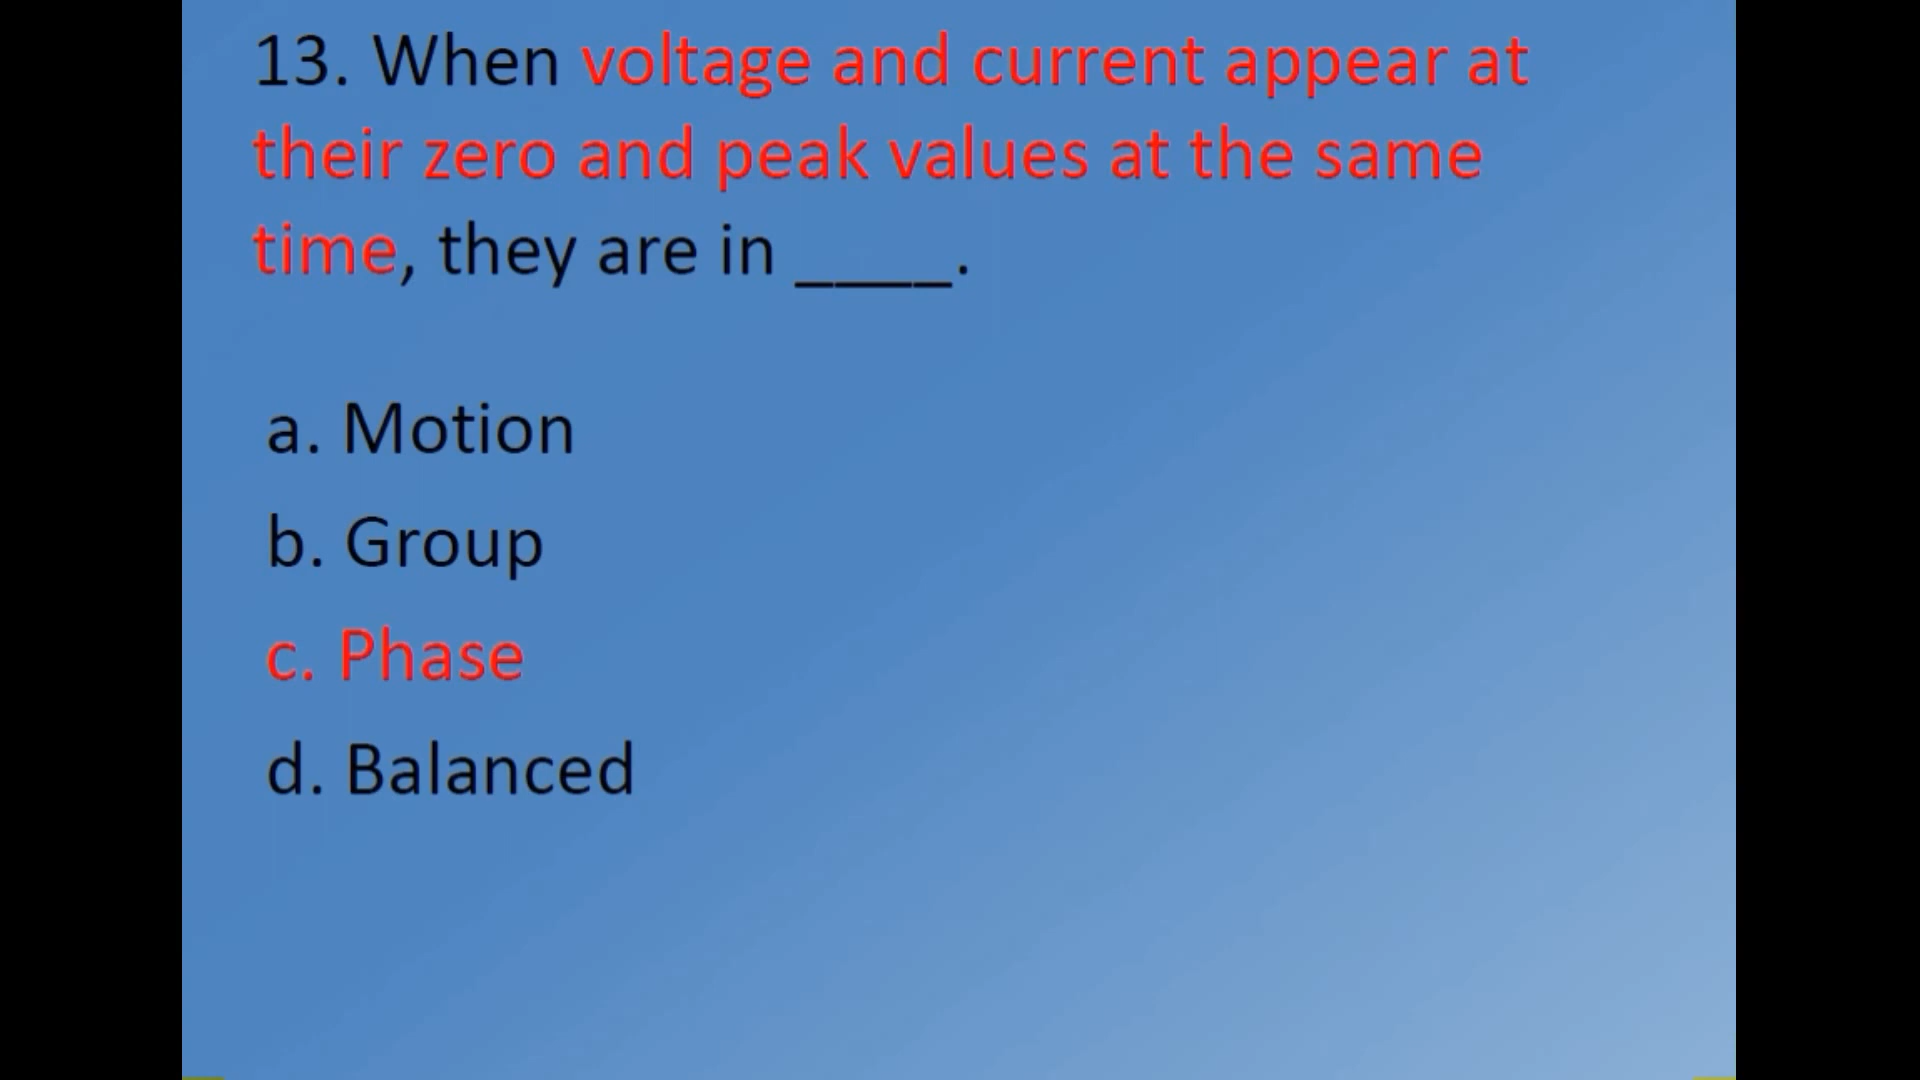 13. When voltage and current appear at
their zero and peak values at the same
time, they are in ____.
a. Motion
b. Group
c. Phase
d. Balanced